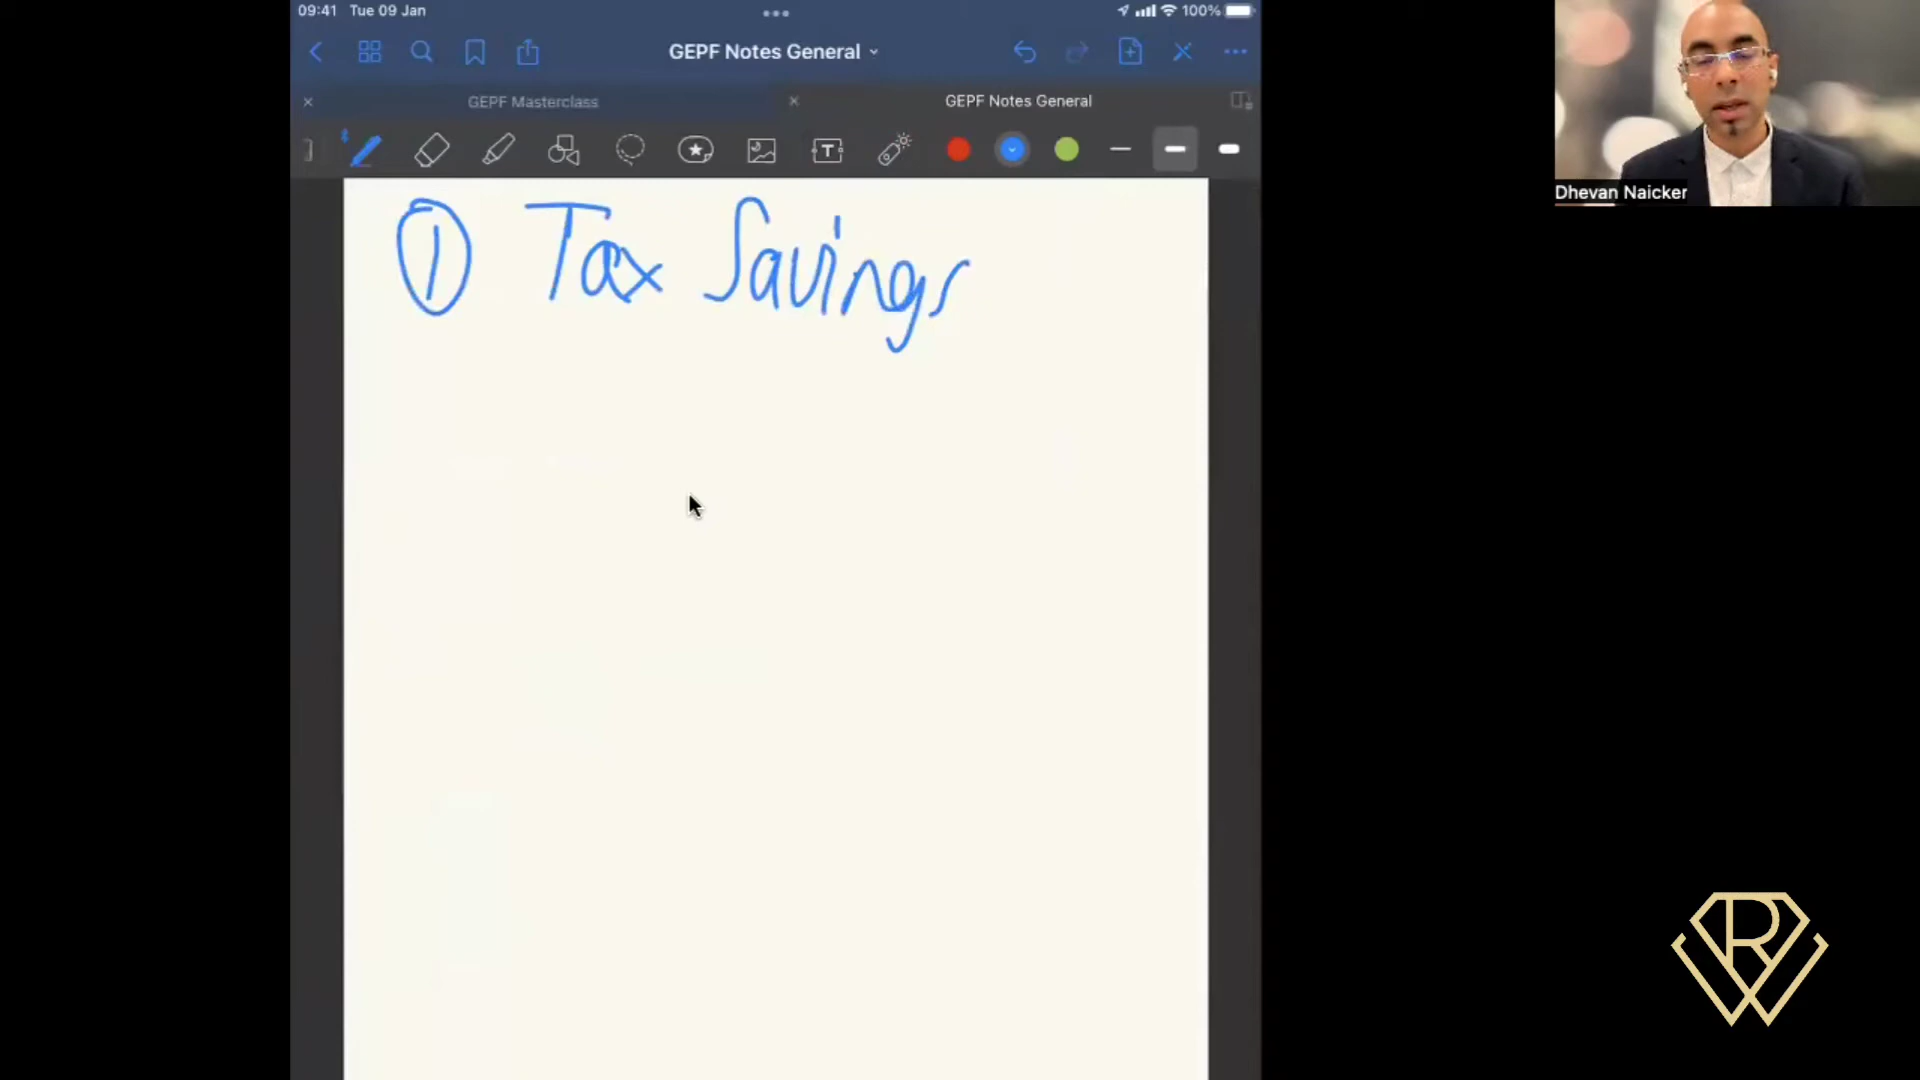 09:41 Tue 09 Jan
100%
GEPF Notes General
GEPF Masterclass
GEPF Notes General
T
① Tax Savings
Dhevan Naicker
RW